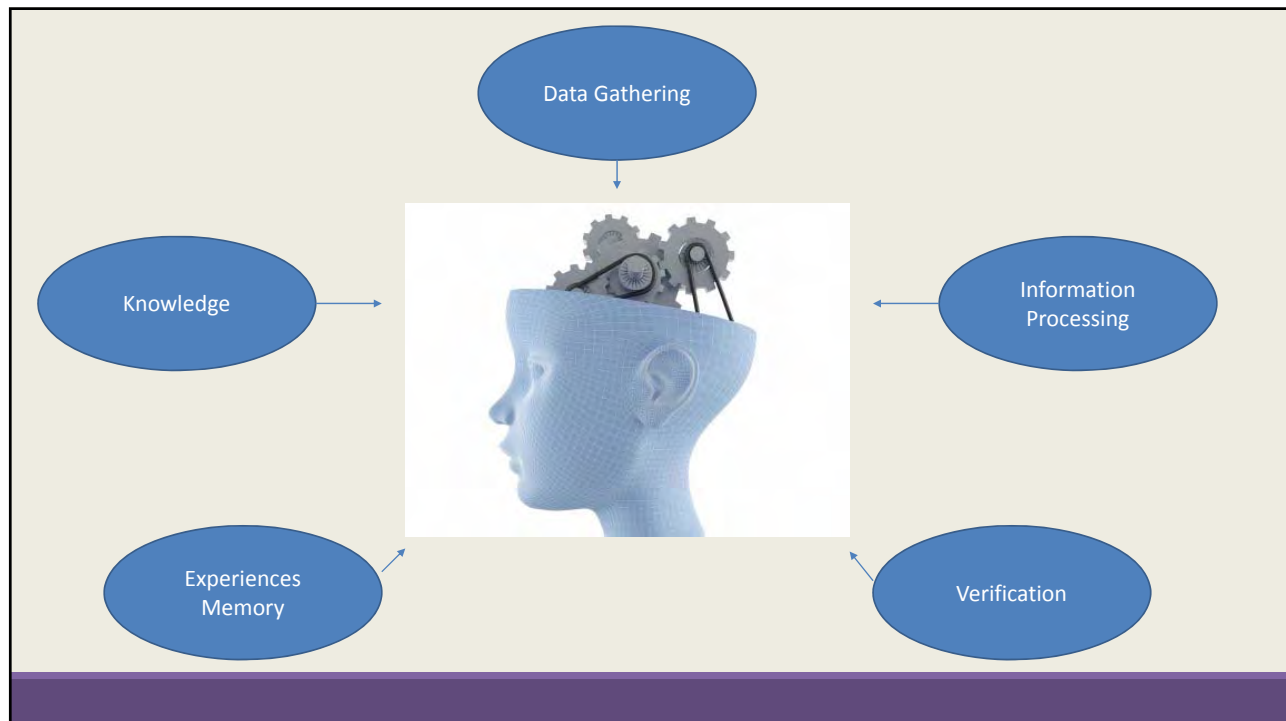 Data Gathering
Knowledge
Information
Processing
Experiences
Memory
Verification